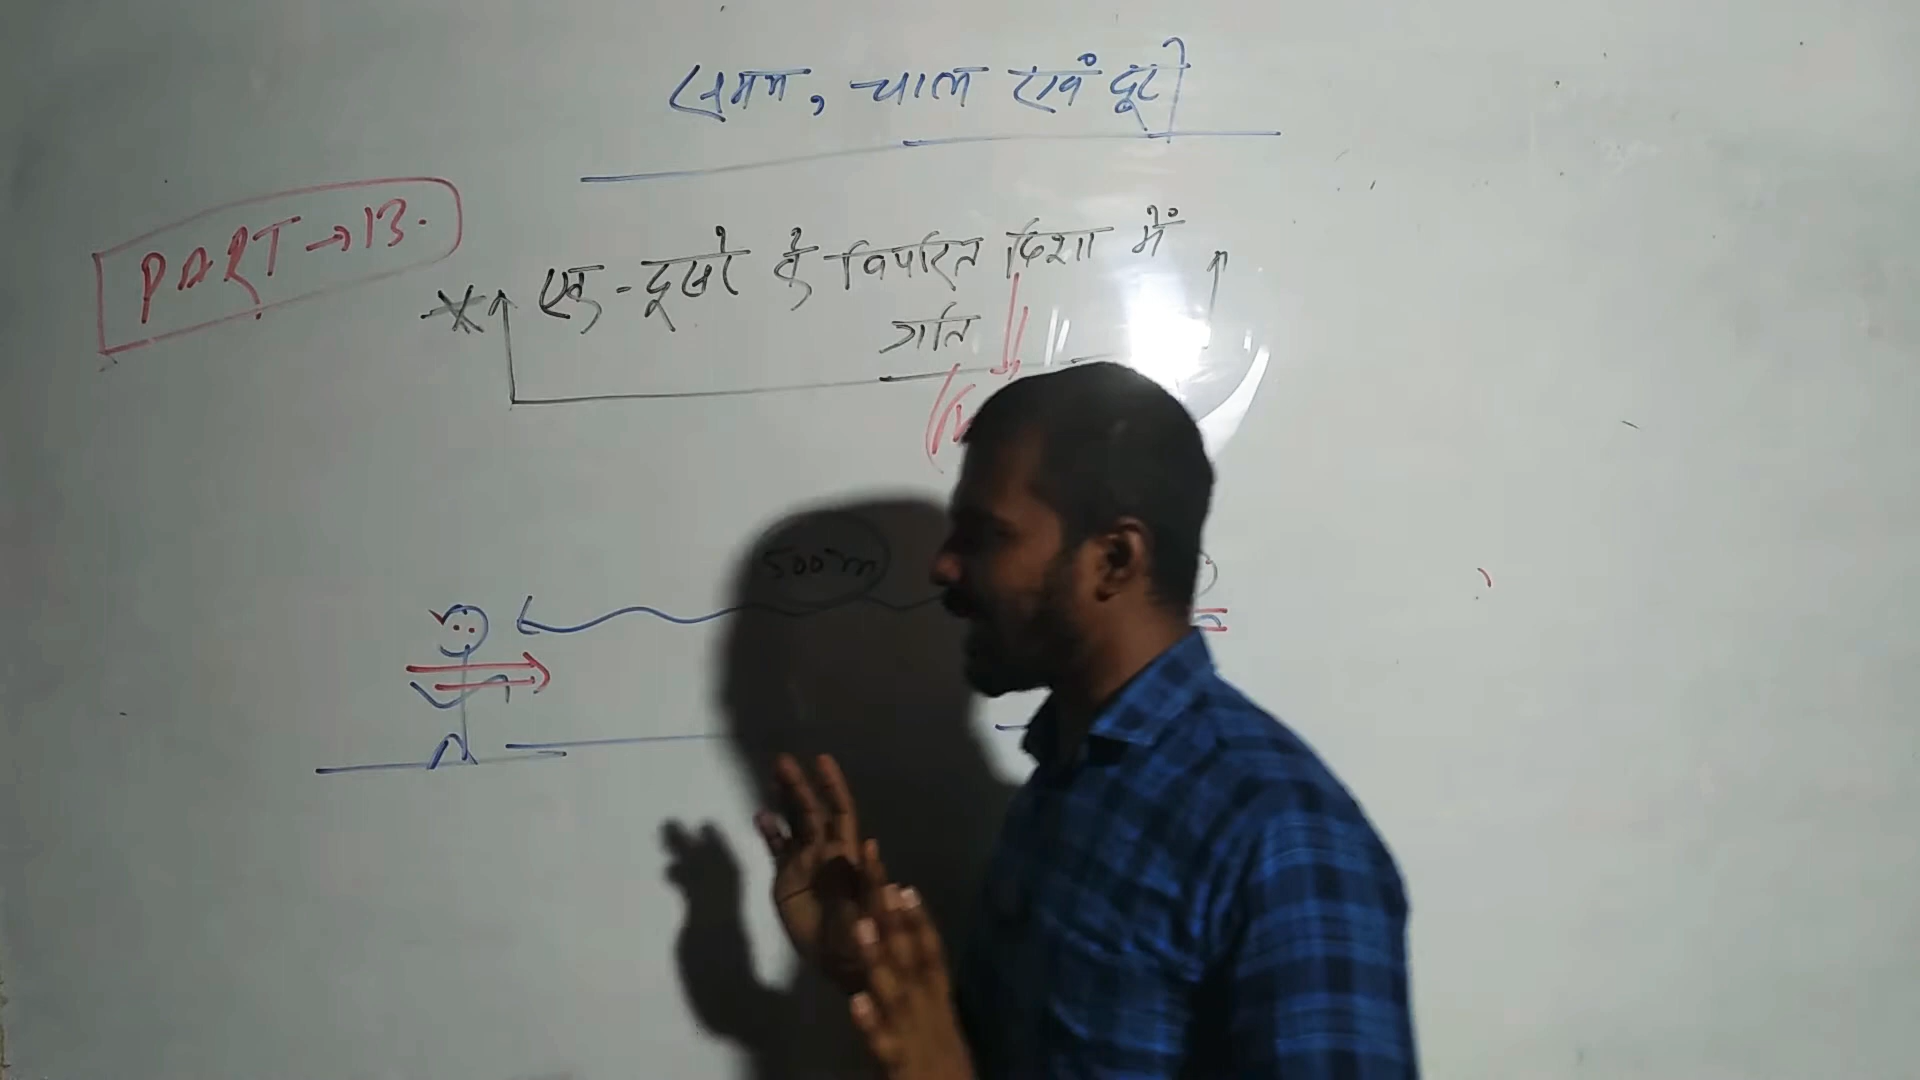 समय, चाल एवं दूरी
PART → 13.
* एक-दूसरे के विपरित दिशा में
गति
500m